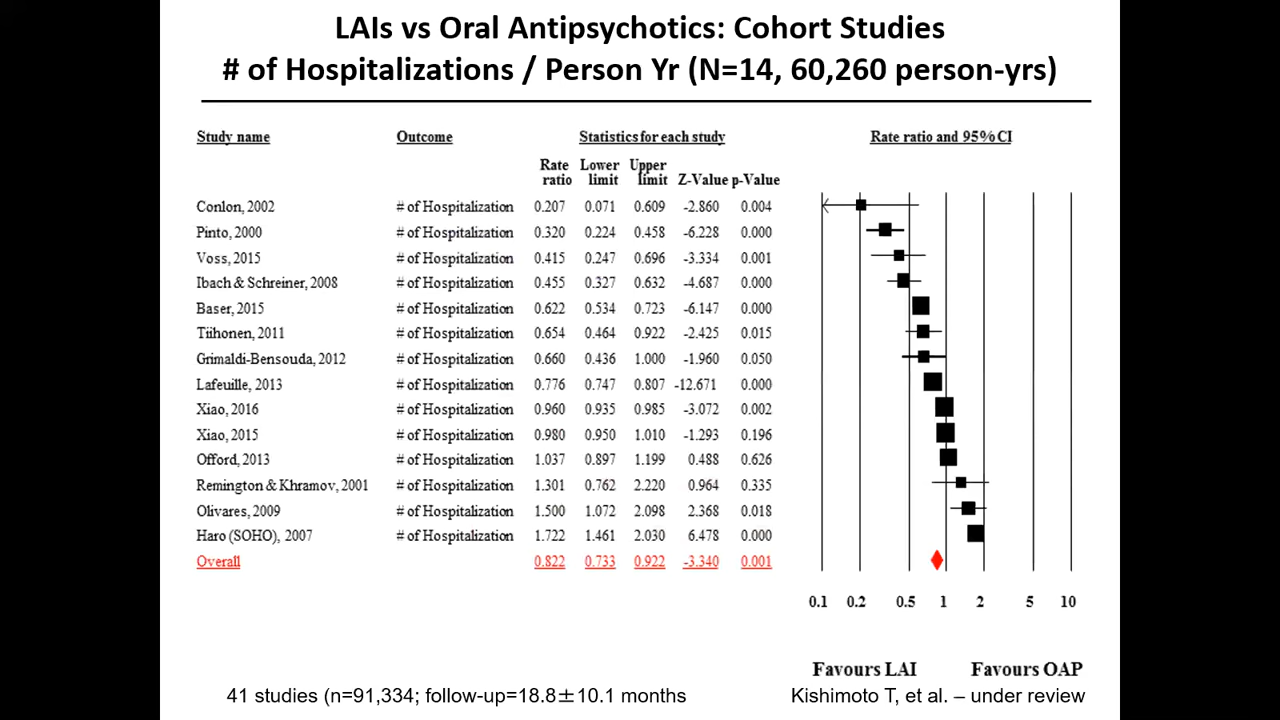 LAIs vs Oral Antipsychotics: Cohort Studies
# of Hospitalizations / Person Yr (N=14, 60,260 person-yrs)
Study name Outcome Statistics for each study Rate ratio and 95% CI
Rate ratio Lower limit Upper limit Z-Value p-Value
Conlon, 2002 # of Hospitalization 0.207 0.071 0.609 -2.860 0.004
Pinto, 2000 # of Hospitalization 0.320 0.224 0.458 -6.228 0.000
Voss, 2015 # of Hospitalization 0.415 0.247 0.696 -3.334 0.001
Ibach & Schreiner, 2008 # of Hospitalization 0.455 0.327 0.632 -4.687 0.000
Baser, 2015 # of Hospitalization 0.622 0.534 0.723 -6.147 0.000
Tiihonen, 2011 # of Hospitalization 0.654 0.464 0.922 -2.425 0.015
Grimaldi-Bensouda, 2012 # of Hospitalization 0.660 0.436 1.000 -1.960 0.050
Lafeuille, 2013 # of Hospitalization 0.776 0.747 0.807 -12.671 0.000
Xiao, 2016 # of Hospitalization 0.960 0.935 0.985 -3.072 0.002
Xiao, 2015 # of Hospitalization 0.980 0.950 1.010 -1.293 0.196
Offord, 2013 # of Hospitalization 1.037 0.897 1.199 0.488 0.626
Remington & Khramov, 2001 # of Hospitalization 1.301 0.762 2.220 0.964 0.335
Olivares, 2009 # of Hospitalization 1.500 1.072 2.098 2.368 0.018
Haro (SOHO), 2007 # of Hospitalization 1.722 1.461 2.030 6.478 0.000
Overall 0.822 0.733 0.922 -3.340 0.001
0.1 0.2 0.5 1 2 5 10
Favours LAI Favours OAP
41 studies (n=91,334; follow-up=18.8±10.1 months Kishimoto T, et al. – under review